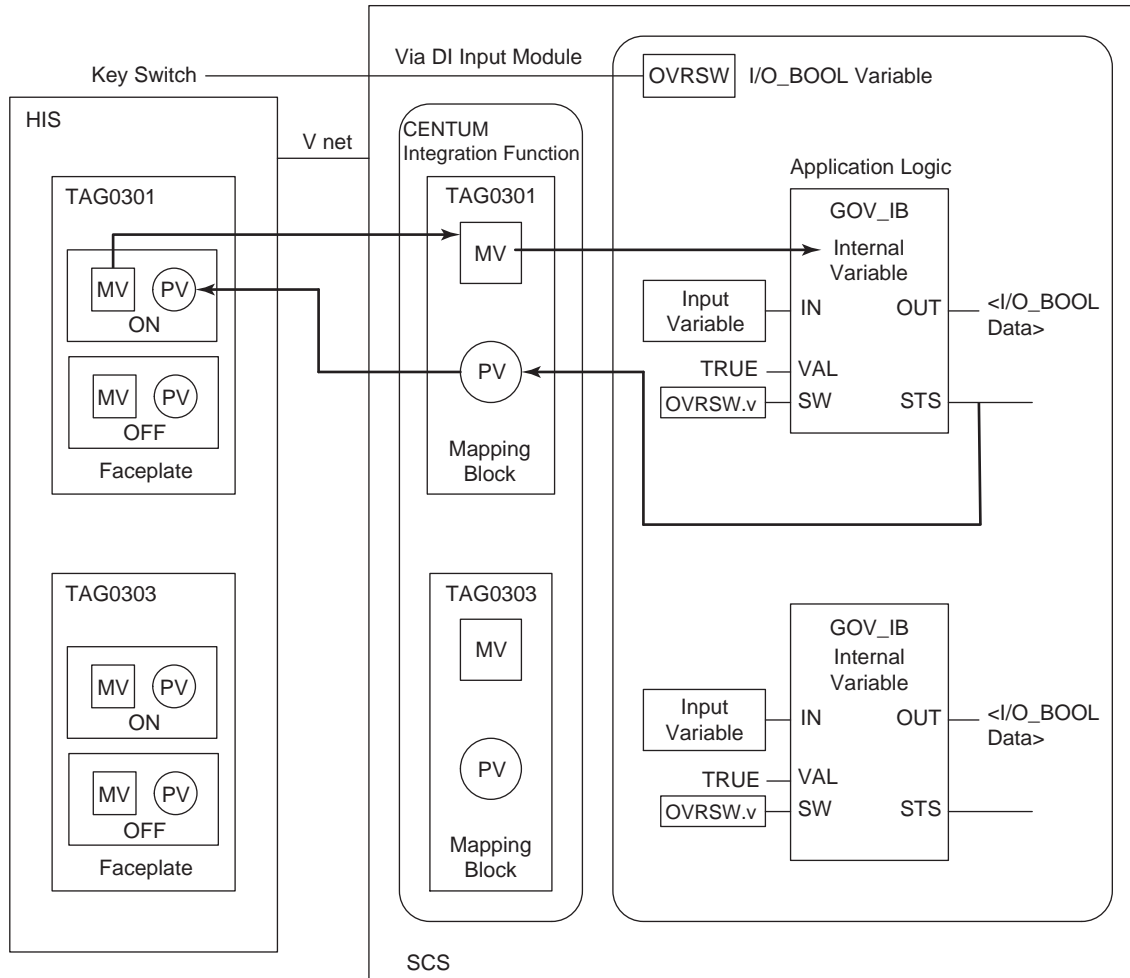 Via DI Input Module
Key Switch
OVRSW
I/O_BOOL Variable
HIS
V net
CENTUM
Integration Function
TAG0301
MV
PV
ON
MV
PV
OFF
Faceplate
TAG0301
MV
PV
Mapping
Block
Application Logic
GOV_IB
Internal
Variable
Input
Variable
IN
OUT
<I/O_BOOL
Data>
TRUE
VAL
OVRSW.v
SW
STS
TAG0303
MV
PV
ON
MV
PV
OFF
Faceplate
TAG0303
MV
PV
Mapping
Block
GOV_IB
Internal
Variable
Input
Variable
IN
OUT
<I/O_BOOL
Data>
TRUE
VAL
OVRSW.v
SW
STS
SCS